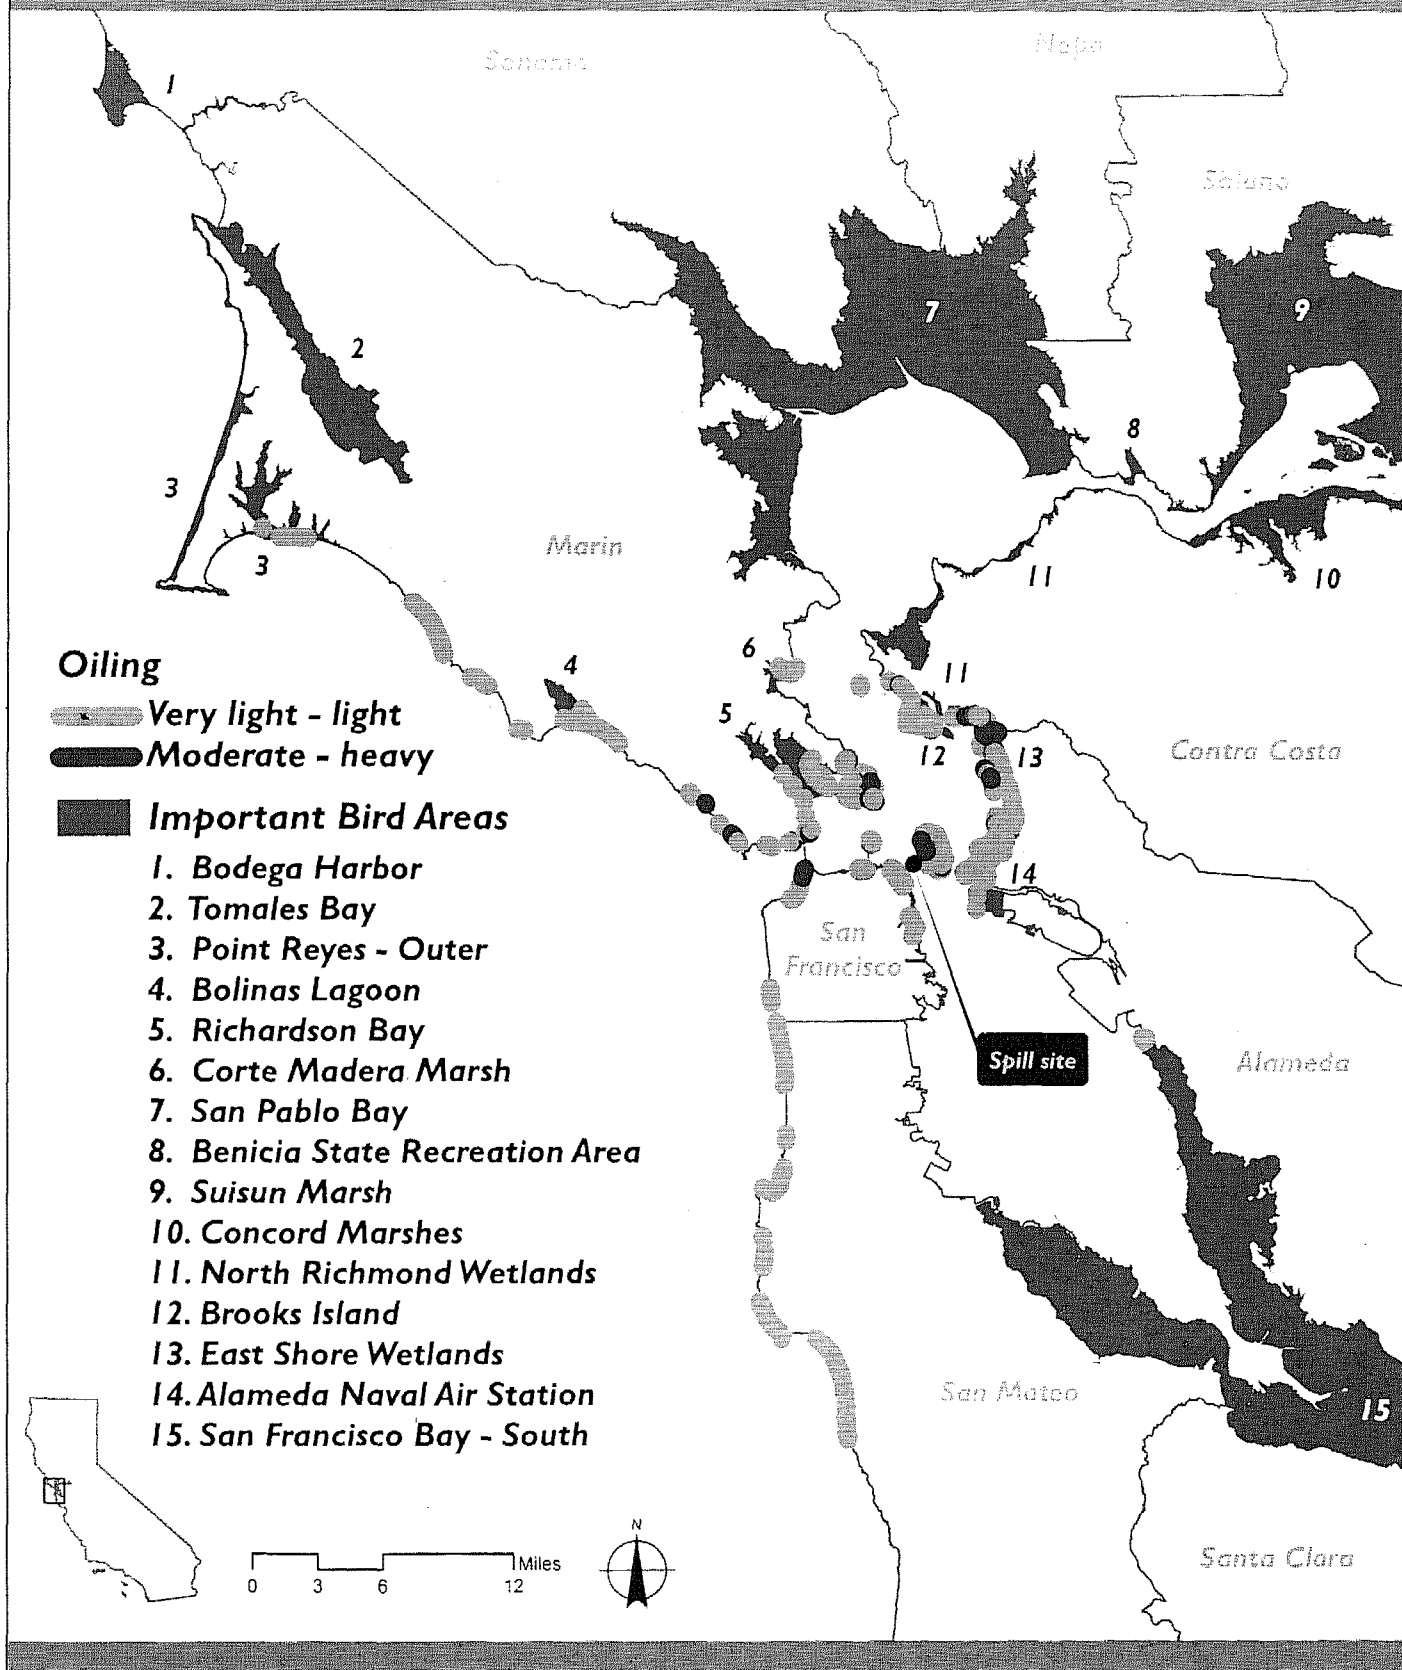 Sonoma
Napa
Solano
1
2
3
3
7
9
8
Marin
11
10
Oiling
Very light - light
Moderate - heavy
Important Bird Areas
1. Bodega Harbor
2. Tomales Bay
3. Point Reyes - Outer
4. Bolinas Lagoon
5. Richardson Bay
6. Corte Madera Marsh
7. San Pablo Bay
8. Benicia State Recreation Area
9. Suisun Marsh
10. Concord Marshes
11. North Richmond Wetlands
12. Brooks Island
13. East Shore Wetlands
14. Alameda Naval Air Station
15. San Francisco Bay - South
4
6
5
11
12
13
Contra Costa
14
San
Francisco
Spill site
Alameda
San Mateo
15
Santa Clara
N
Miles
0 3 6 12